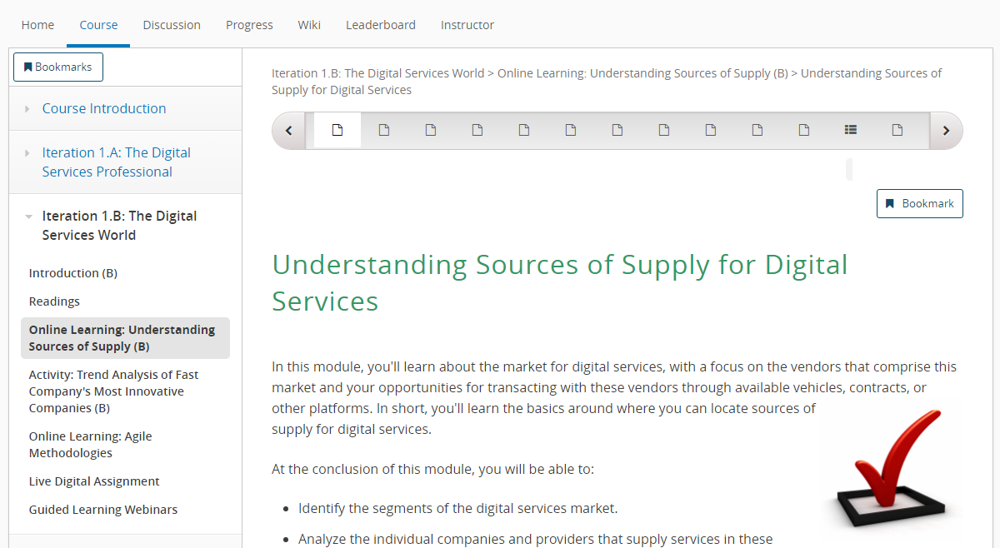 Home Course Discussion Progress Wiki Leaderboard Instructor
Bookmarks
Course Introduction
Iteration 1.A: The Digital
Services Professional
Iteration 1.B: The Digital
Services World
Introduction (B)
Readings
Online Learning: Understanding
Sources of Supply (B)
Activity: Trend Analysis of Fast
Company's Most Innovative
Companies (B)
Online Learning: Agile
Methodologies
Live Digital Assignment
Guided Learning Webinars
Iteration 1.B: The Digital Services World > Online Learning: Understanding Sources of Supply (B) > Understanding Sources of
Supply for Digital Services
Bookmark
Understanding Sources of Supply for Digital
Services
In this module, you'll learn about the market for digital services, with a focus on the vendors that comprise this
market and your opportunities for transacting with these vendors through available vehicles, contracts, or
other platforms. In short, you'll learn the basics around where you can locate sources of
supply for digital services.
At the conclusion of this module, you will be able to:
• Identify the segments of the digital services market.
• Analyze the individual companies and providers that supply services in these